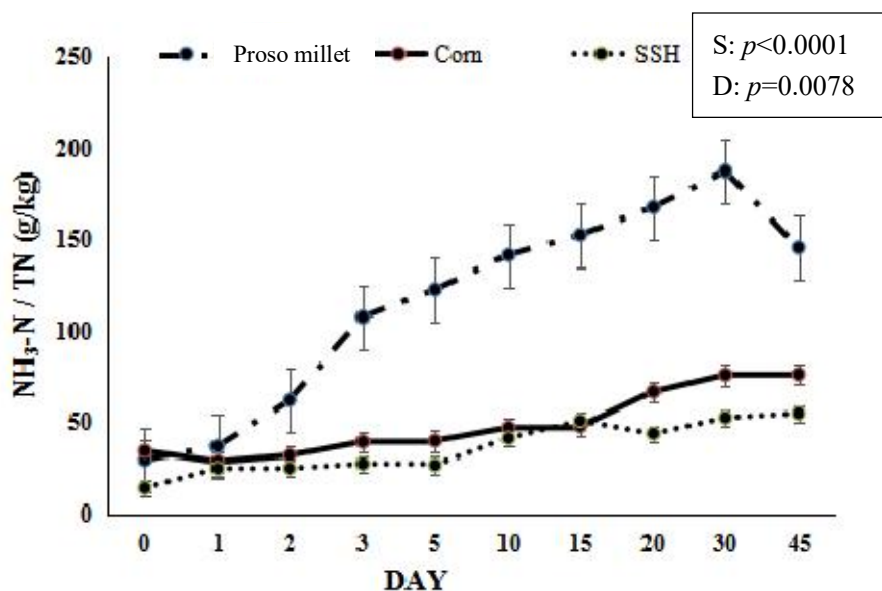 S: p<0.0001
D: p=0.0078
Proso millet Corn SSH
250
200
150
100
50
0
NH₃-N / TN (g/kg)
0 1 2 3 5 10 15 20 30 45
DAY